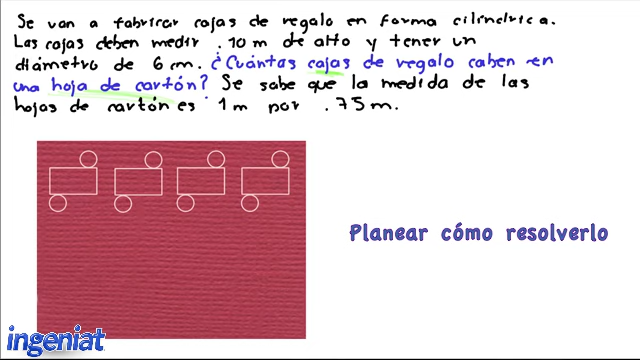 Se van a fabricar cajas de regalo en forma cilíndrica.
Las cajas deben medir .10 m de alto y tener un
diámetro de 6 cm. ¿Cuántas cajas de regalo caben en
una hoja de cartón? Se sabe que la medida de las
hojas de cartón es 1 m por .75 m.
Planear cómo resolverlo
ingeniat